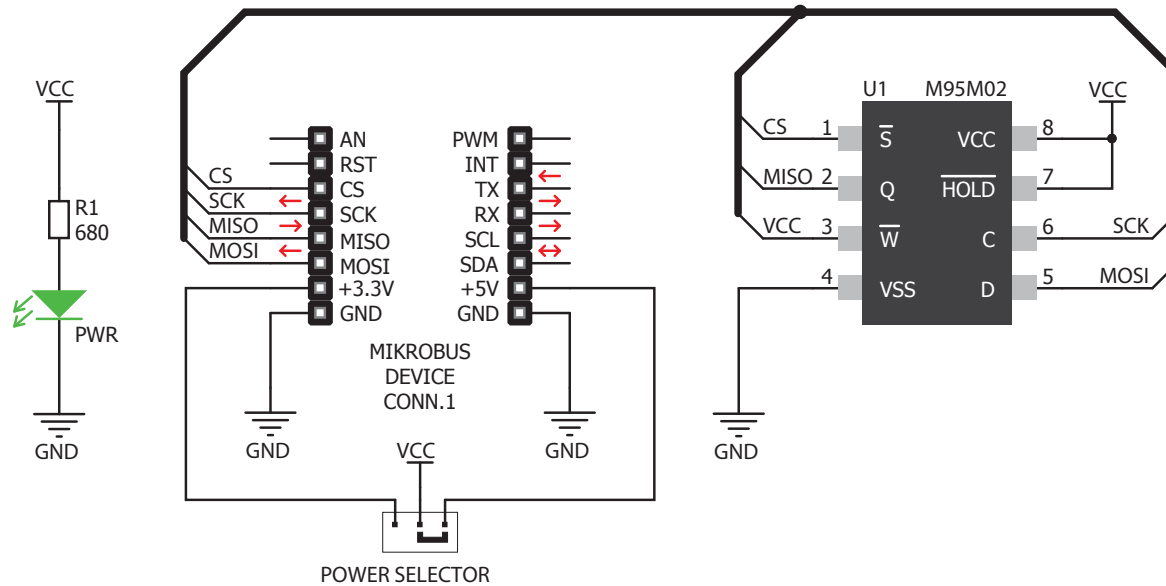 VCC
R1
680
PWR
GND
CS
SCK
MISO
MOSI
AN
RST
CS
SCK
MISO
MOSI
+3.3V
GND
PWM
INT
TX
RX
SCL
SDA
+5V
GND
MIKROBUS
DEVICE
CONN.1
GND
GND
VCC
POWER SELECTOR
U1 M95M02
VCC
CS 1 S̅ VCC 8
MISO 2 Q H̅O̅L̅D̅ 7
VCC 3 W̅ C 6 SCK
4 VSS D 5 MOSI
GND